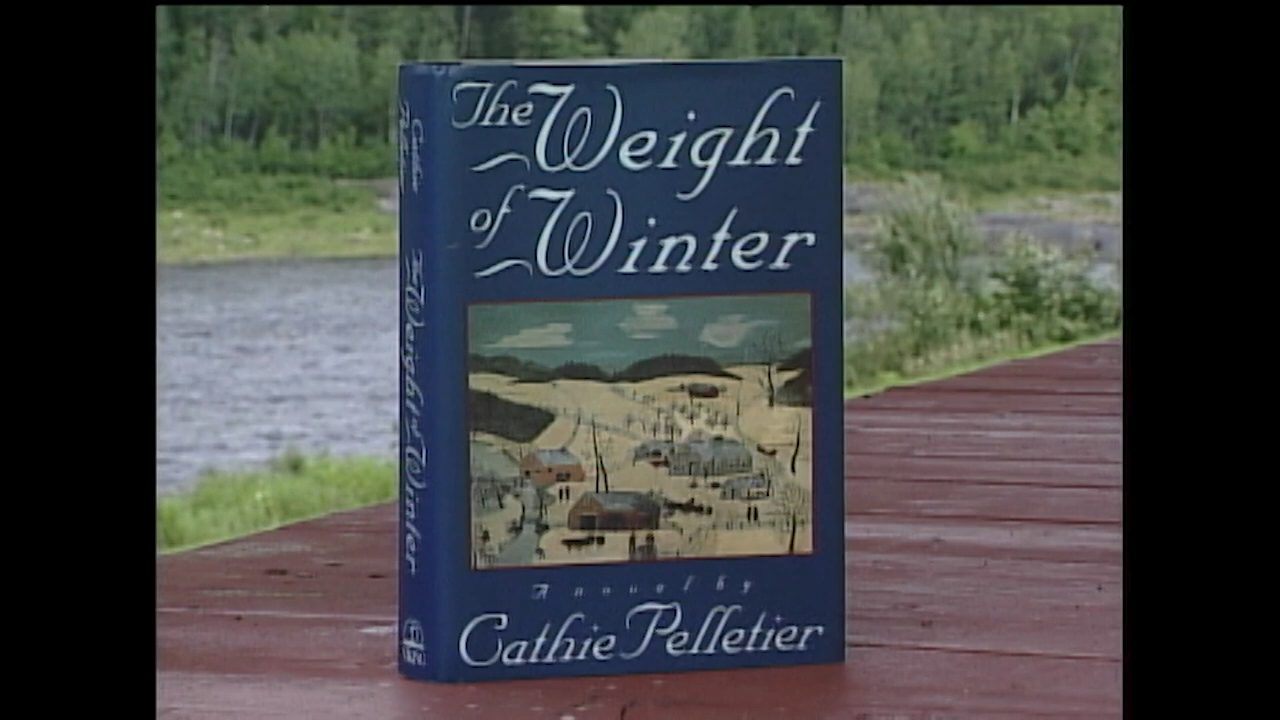 The Weight
of Winter
A novel by
Cathie Pelletier
Cathie
Pelletier
The Weight of Winter